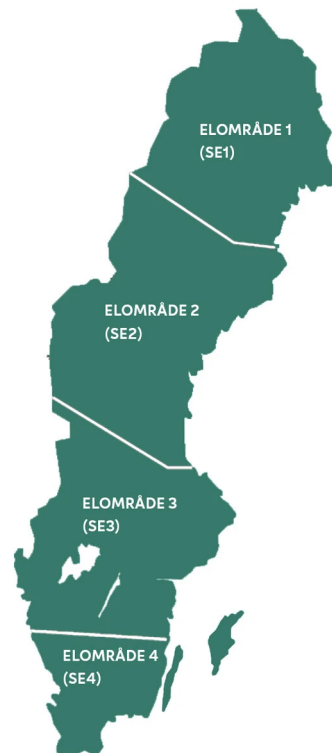 ELOMRÅDE 1
(SE1)
ELOMRÅDE 2
(SE2)
ELOMRÅDE 3
(SE3)
ELOMRÅDE 4
(SE4)